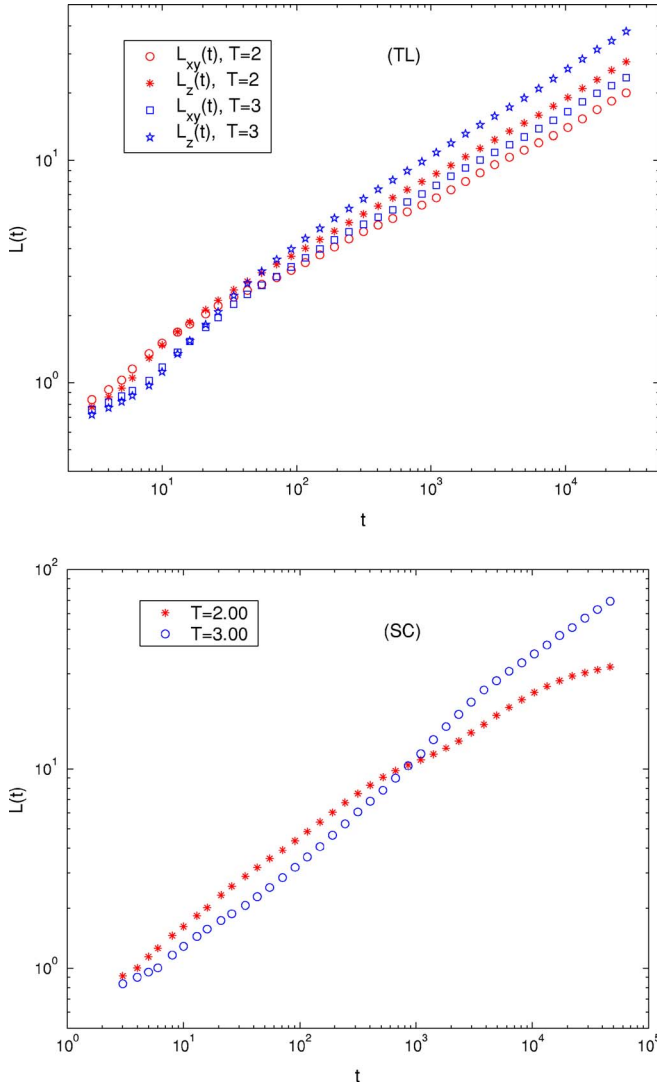 (TL)
L_xy(t), T=2
L_z(t), T=2
L_xy(t), T=3
L_z(t), T=3
L(t)
10^1
10^0
10^1
10^2
10^3
10^4
t
(SC)
T=2.00
T=3.00
L(t)
10^2
10^1
10^0
10^0
10^1
10^2
10^3
10^4
10^5
t